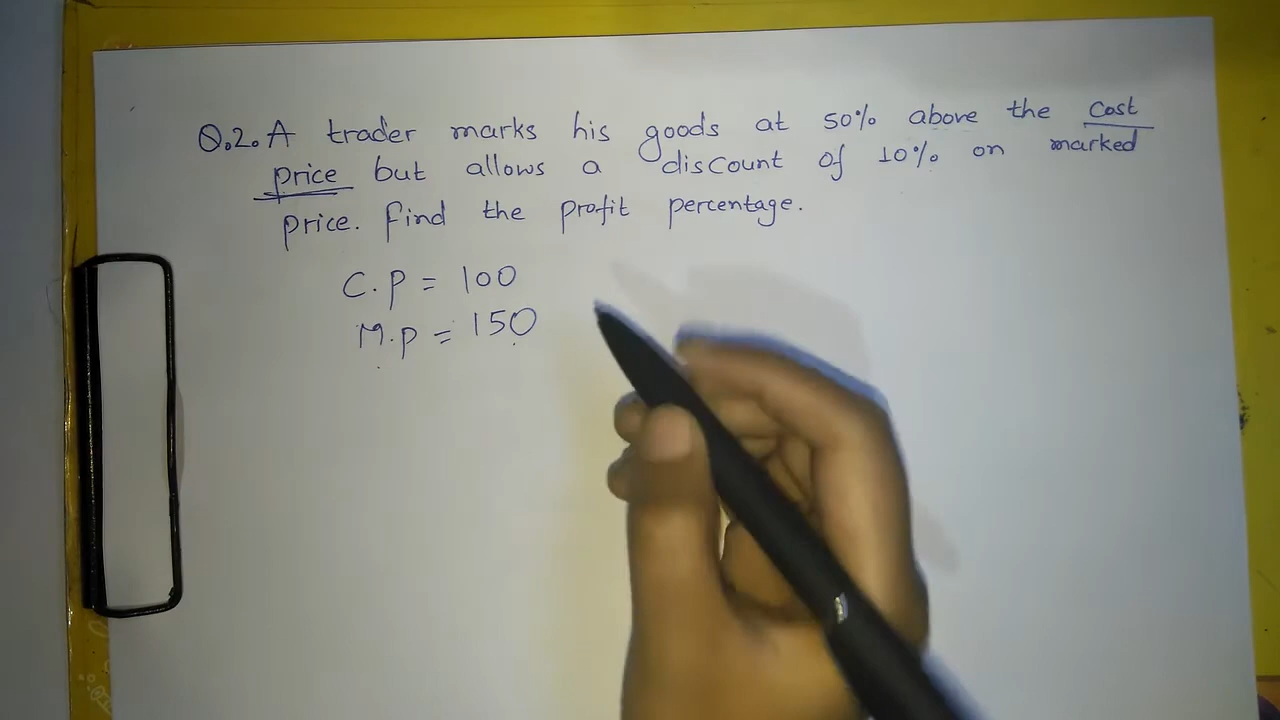 Q.2. A trader marks his goods at 50% above the cost
price but allows a discount of 10% on marked
price. Find the profit percentage.
C.P = 100
M.P = 150